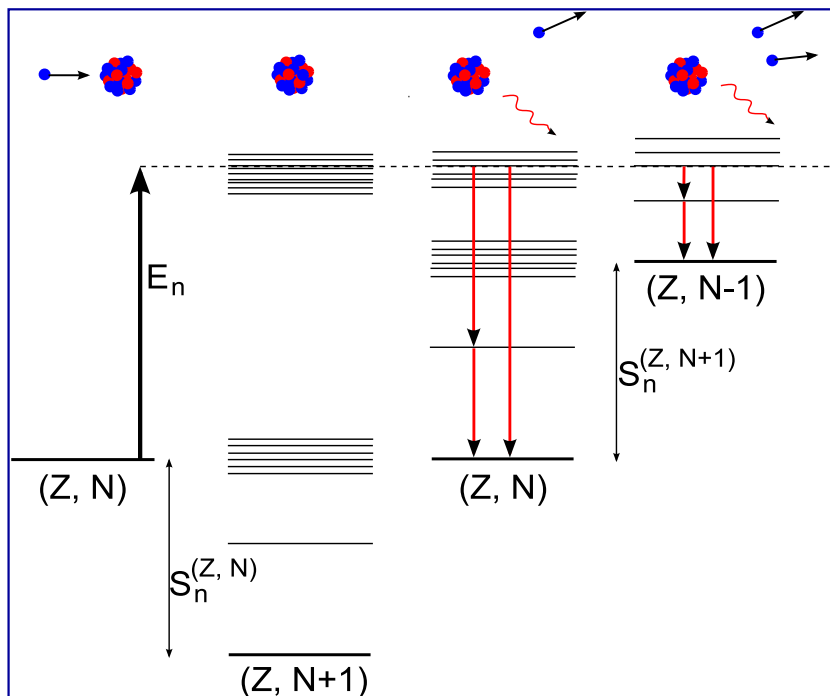 E_n
(Z, N)
S_n^(Z, N)
(Z, N+1)
(Z, N)
(Z, N-1)
S_n^(Z, N+1)